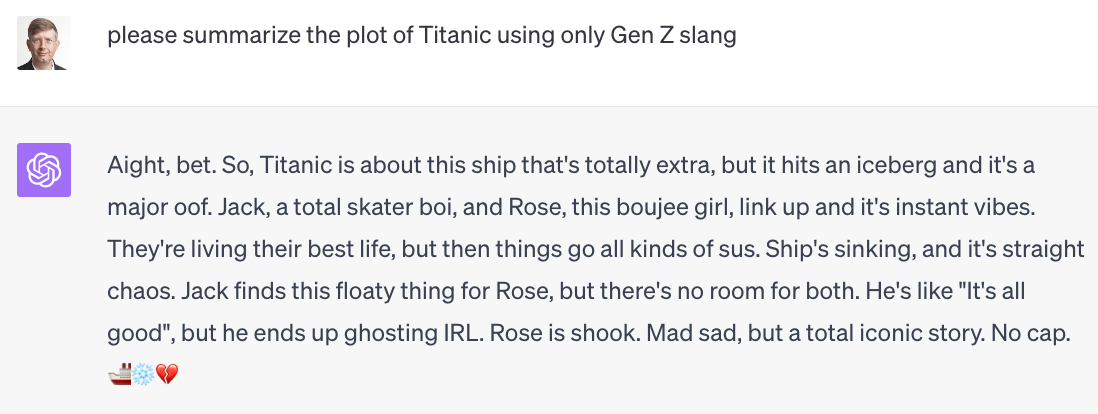 please summarize the plot of Titanic using only Gen Z slang
Aight, bet. So, Titanic is about this ship that's totally extra, but it hits an iceberg and it's a
major oof. Jack, a total skater boi, and Rose, this boujee girl, link up and it's instant vibes.
They're living their best life, but then things go all kinds of sus. Ship's sinking, and it's straight
chaos. Jack finds this floaty thing for Rose, but there's no room for both. He's like "It's all
good", but he ends up ghosting IRL. Rose is shook. Mad sad, but a total iconic story. No cap.
🚢❄️💔